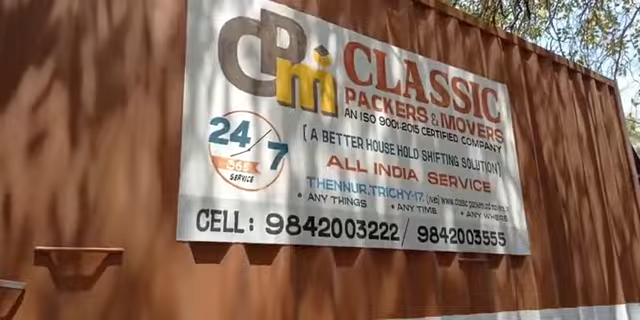 CPm
CLASSIC
PACKERS & MOVERS
AN ISO 9001-2015 CERTIFIED COMPANY
24/7
365
SERVICE
( A BETTER HOUSE HOLD SHIFTING SOLUTION)
ALL INDIA SERVICE
THENNUR,TRICHY-17.
• ANY THINGS • ANY TIME • ANY WHERE
CELL : 9842003222 / 9842003555